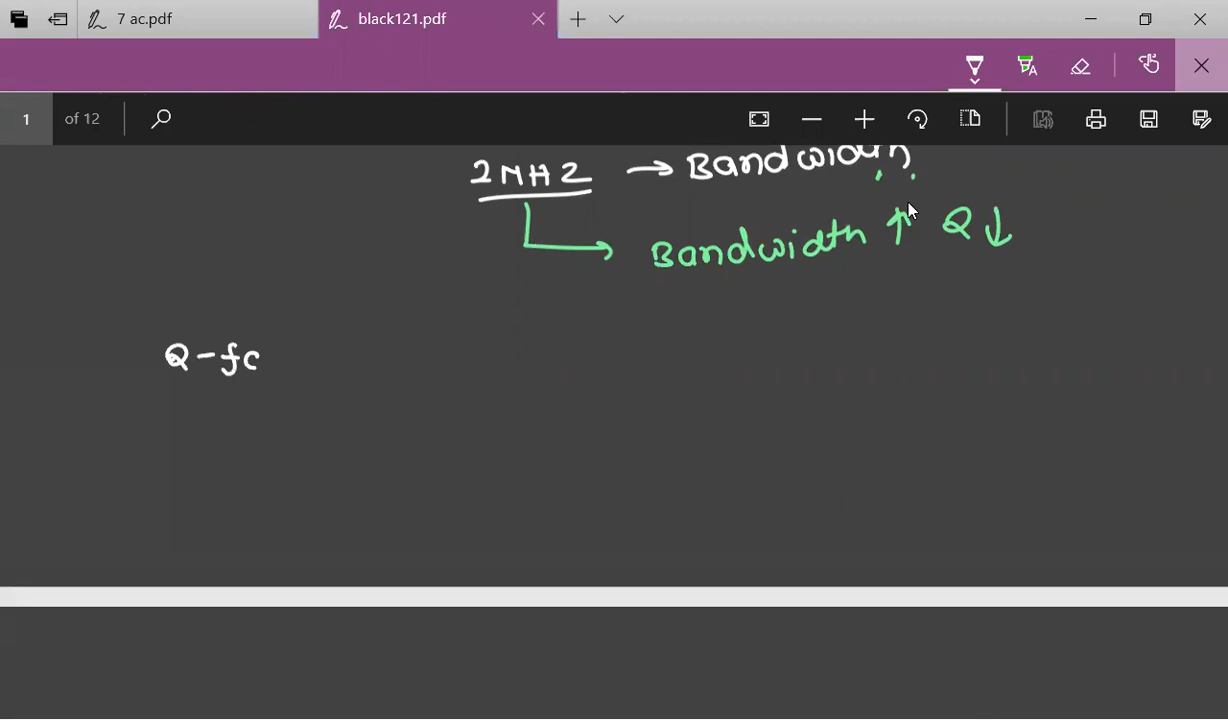 7 ac.pdf black121.pdf
1 of 12
2MHZ → Bandwidth
Bandwidth ↑ Q ↓
Q-fc